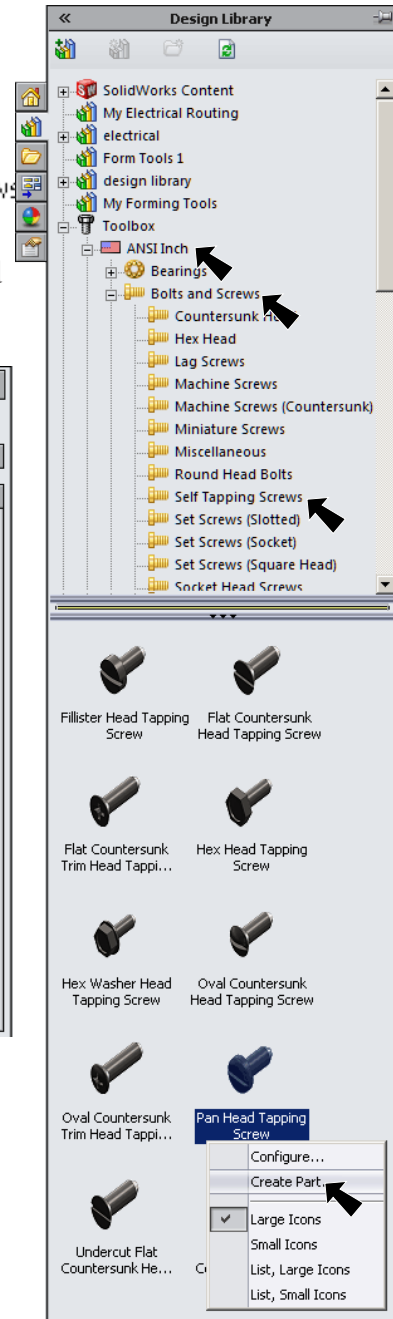 «
Design Library
SolidWorks Content
My Electrical Routing
electrical
Form Tools 1
design library
My Forming Tools
Toolbox
ANSI Inch
Bearings
Bolts and Screws
Countersunk
Hex Head
Lag Screws
Machine Screws
Machine Screws (Countersunk)
Miniature Screws
Miscellaneous
Round Head Bolts
Self Tapping Screws
Set Screws (Slotted)
Set Screws (Socket)
Set Screws (Square Head)
Socket Head Screws
Fillister Head Tapping
Screw
Flat Countersunk
Head Tapping Screw
Flat Countersunk
Trim Head Tappi...
Hex Head Tapping
Screw
Hex Washer Head
Tapping Screw
Oval Countersunk
Head Tapping Screw
Oval Countersunk
Trim Head Tappi...
Pan Head Tapping
Screw
Undercut Flat
Countersunk He...
Configure...
Create Part...
Large Icons
Small Icons
List, Large Icons
List, Small Icons